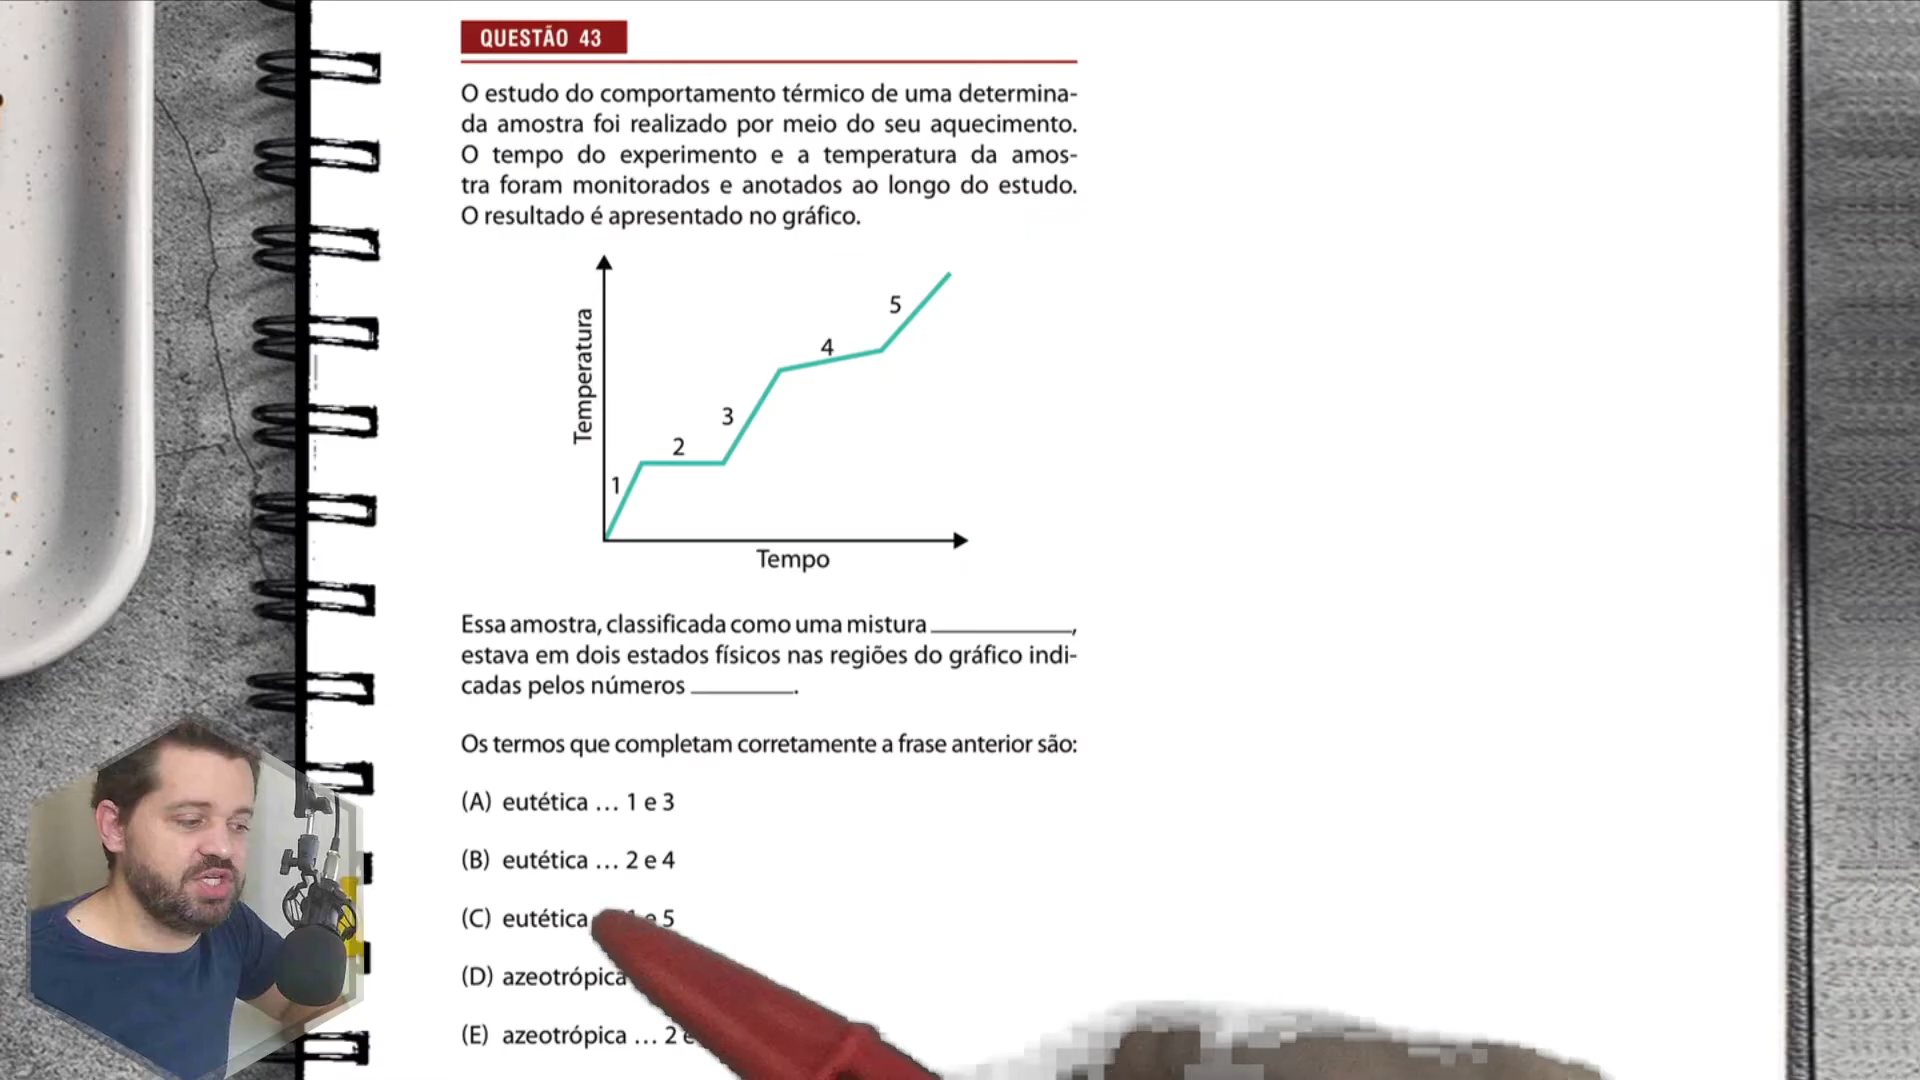 QUESTÃO 43
O estudo do comportamento térmico de uma determina-
da amostra foi realizado por meio do seu aquecimento.
O tempo do experimento e a temperatura da amos-
tra foram monitorados e anotados ao longo do estudo.
O resultado é apresentado no gráfico.
5
4
3
2
1
Temperatura
Tempo
Essa amostra, classificada como uma mistura ____________,
estava em dois estados físicos nas regiões do gráfico indi-
cadas pelos números _________.
Os termos que completam corretamente a frase anterior são:
(A) eutética … 1 e 3
(B) eutética … 2 e 4
(C) eutética e 5
(D) azeotrópica
(E) azeotrópica … 2 e